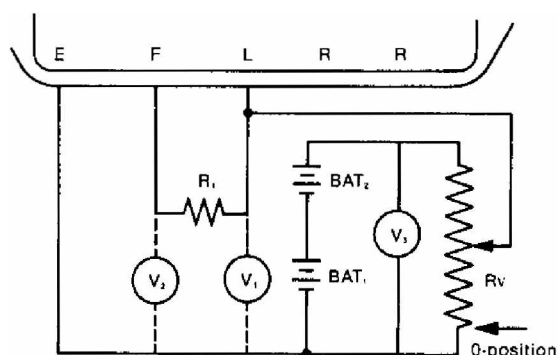 E F L R R
R₁
BAT₂
V₃
V₂ V₁ BAT₁ RV
0-position